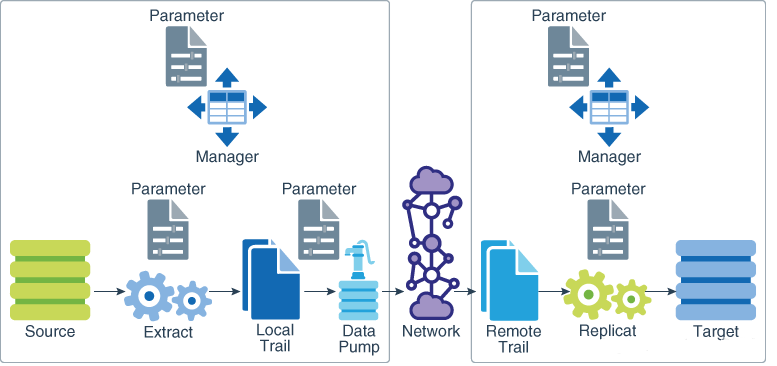 Parameter
Parameter
Manager
Manager
Parameter
Parameter
Parameter
Source
Extract
Local
Trail
Data
Pump
Network
Remote
Trail
Replicat
Target